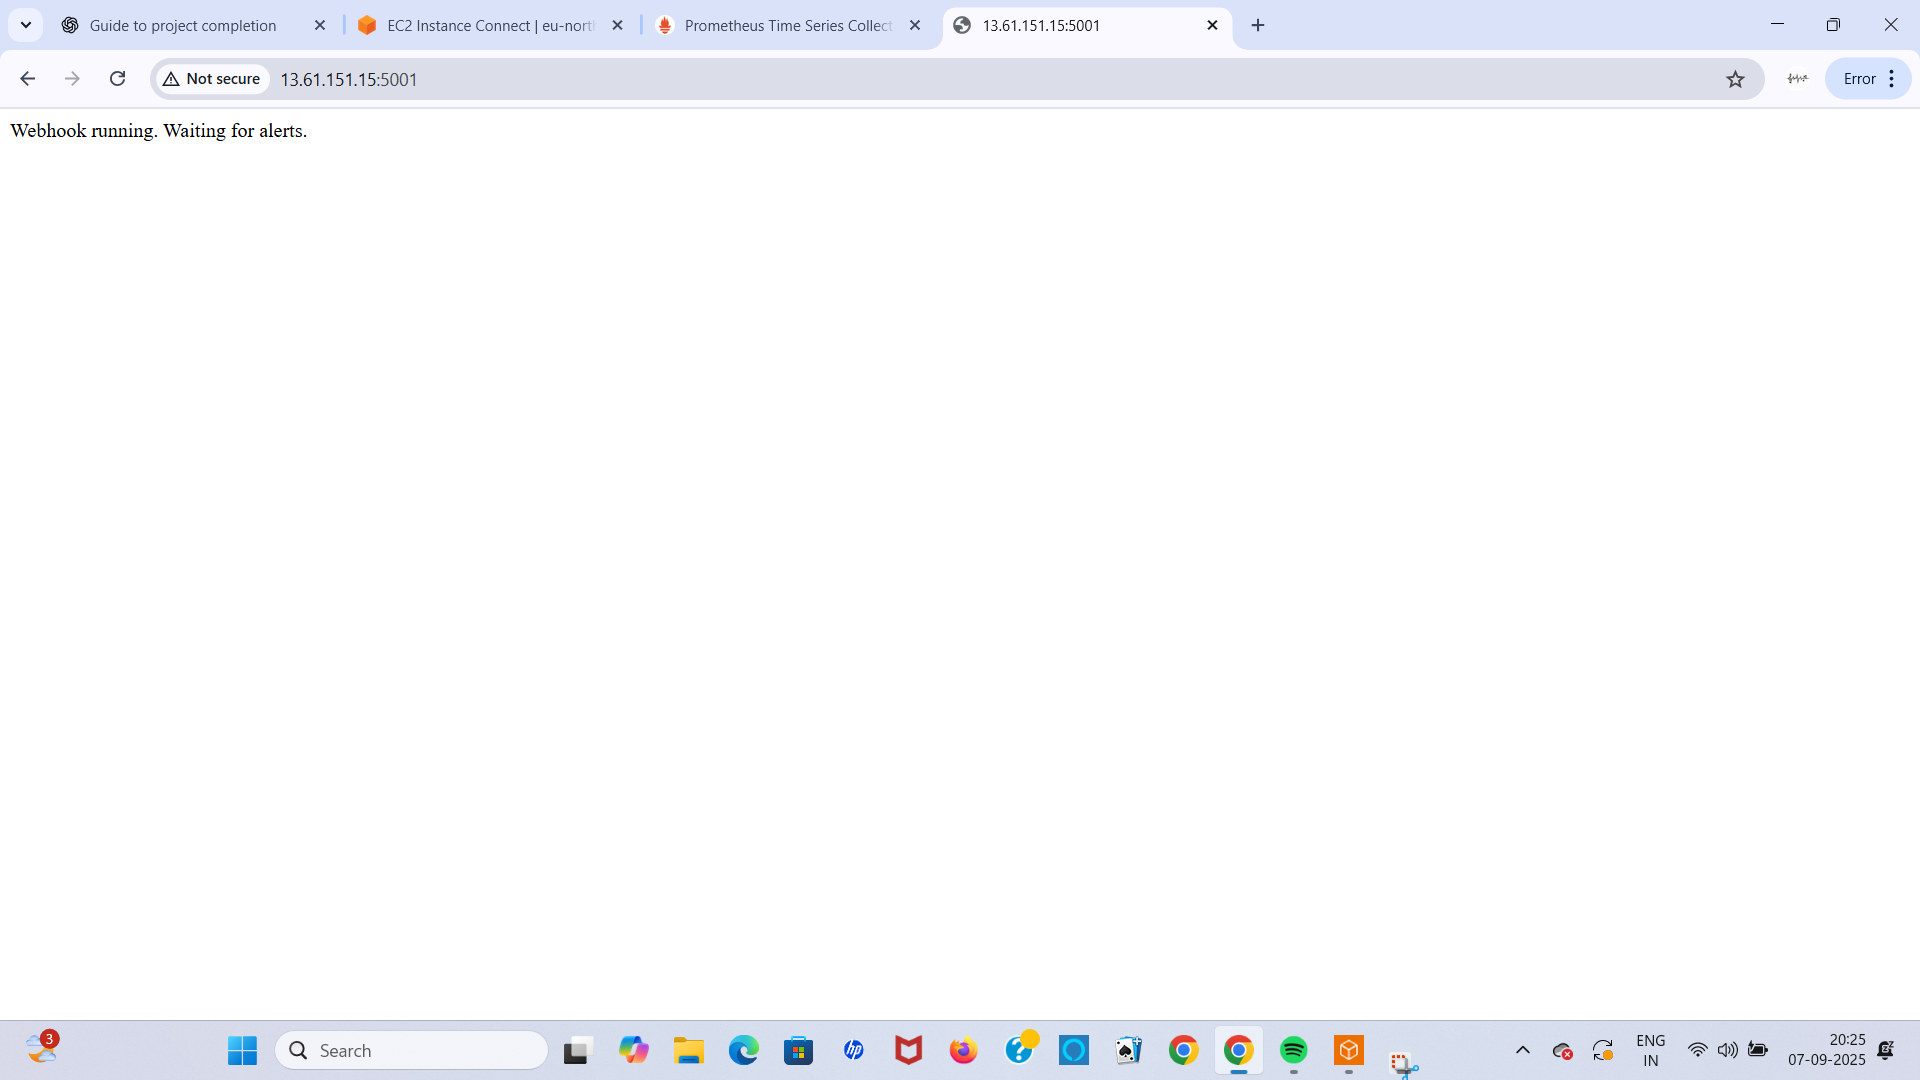 Guide to project completion
EC2 Instance Connect | eu-nort
Prometheus Time Series Collect
13.61.151.15:5001
Not secure
13.61.151.15:5001
Error
Webhook running. Waiting for alerts.
3
Search
hp
ENG
IN
20:25
07-09-2025